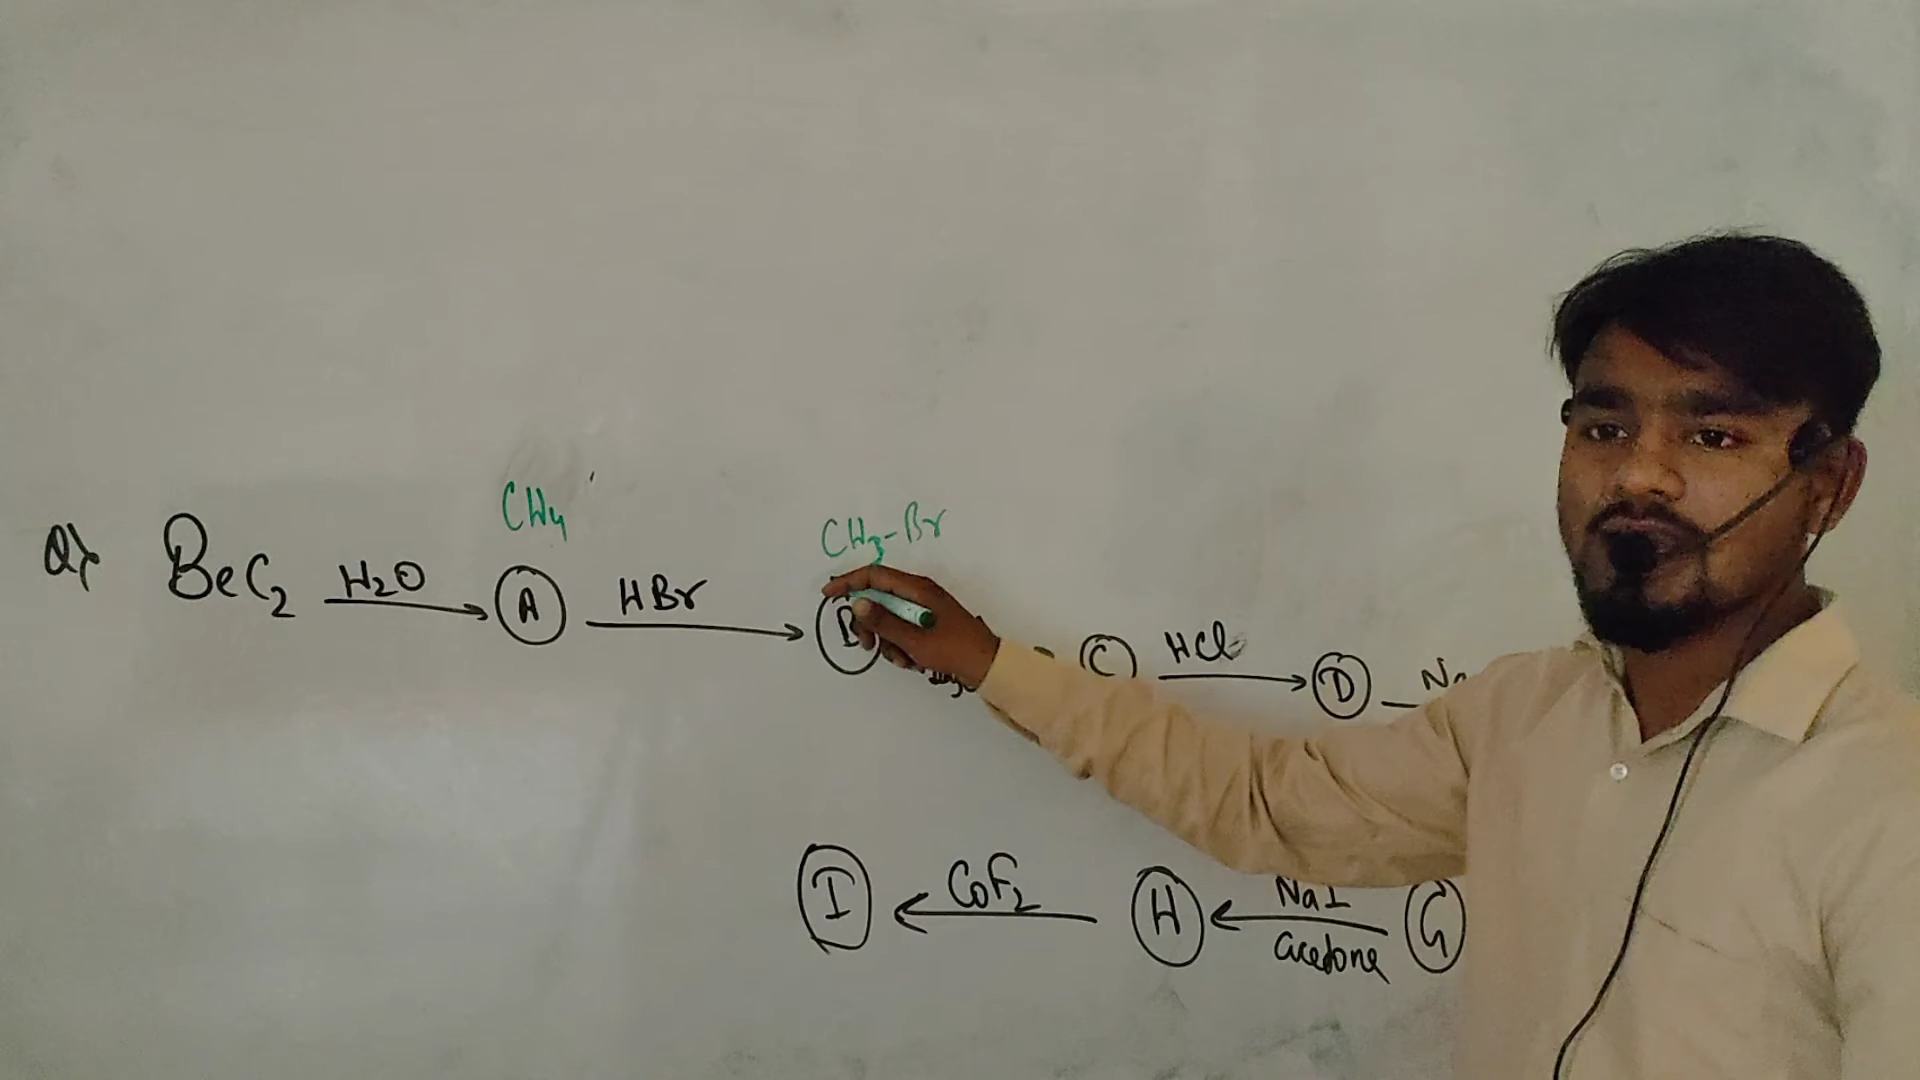 CH4
CH3-Br
Q) BeC2 H2O A HBr B C HCl D Na
I CoF2 H NaI acetone G